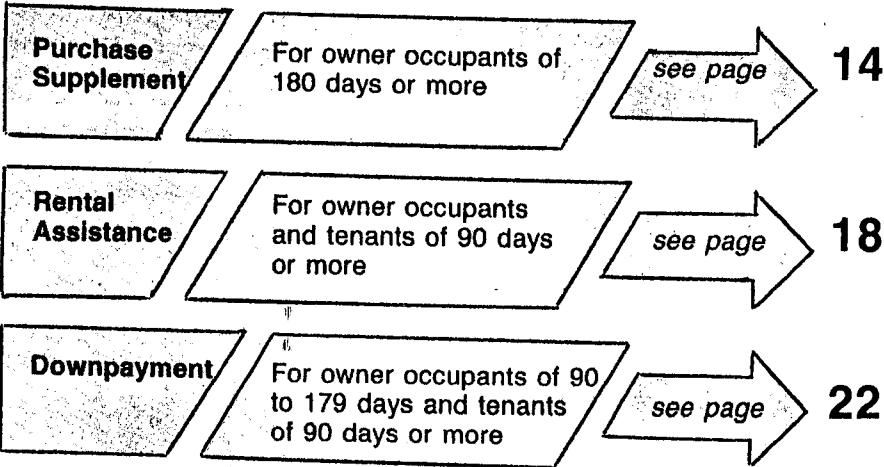 Purchase
Supplement
For owner occupants of
180 days or more
see page
14
Rental
Assistance
For owner occupants
and tenants of 90 days
or more
see page
18
Downpayment
For owner occupants of 90
to 179 days and tenants
of 90 days or more
see page
22